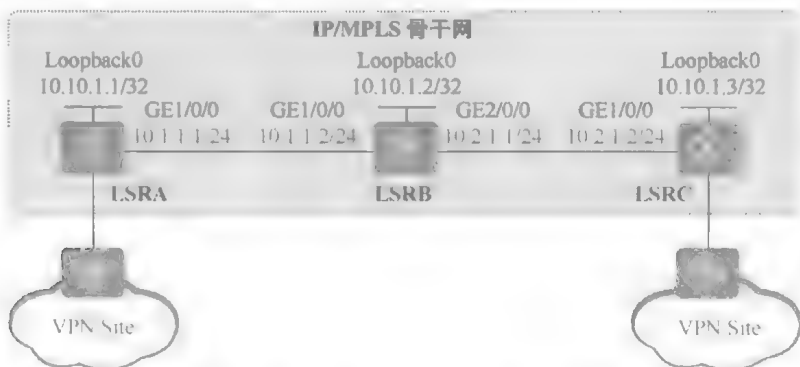 IP/MPLS 骨干网
Loopback0 Loopback0 Loopback0
10.10.1.1/32 10.10.1.2/32 10.10.1.3/32
GE1/0/0 GE1/0/0 GE2/0/0 GE1/0/0
10.1.1.1/24 10.1.1.2/24 10.2.1.1/24 10.2.1.2/24
LSRA LSRB LSRC
VPN Site VPN Site